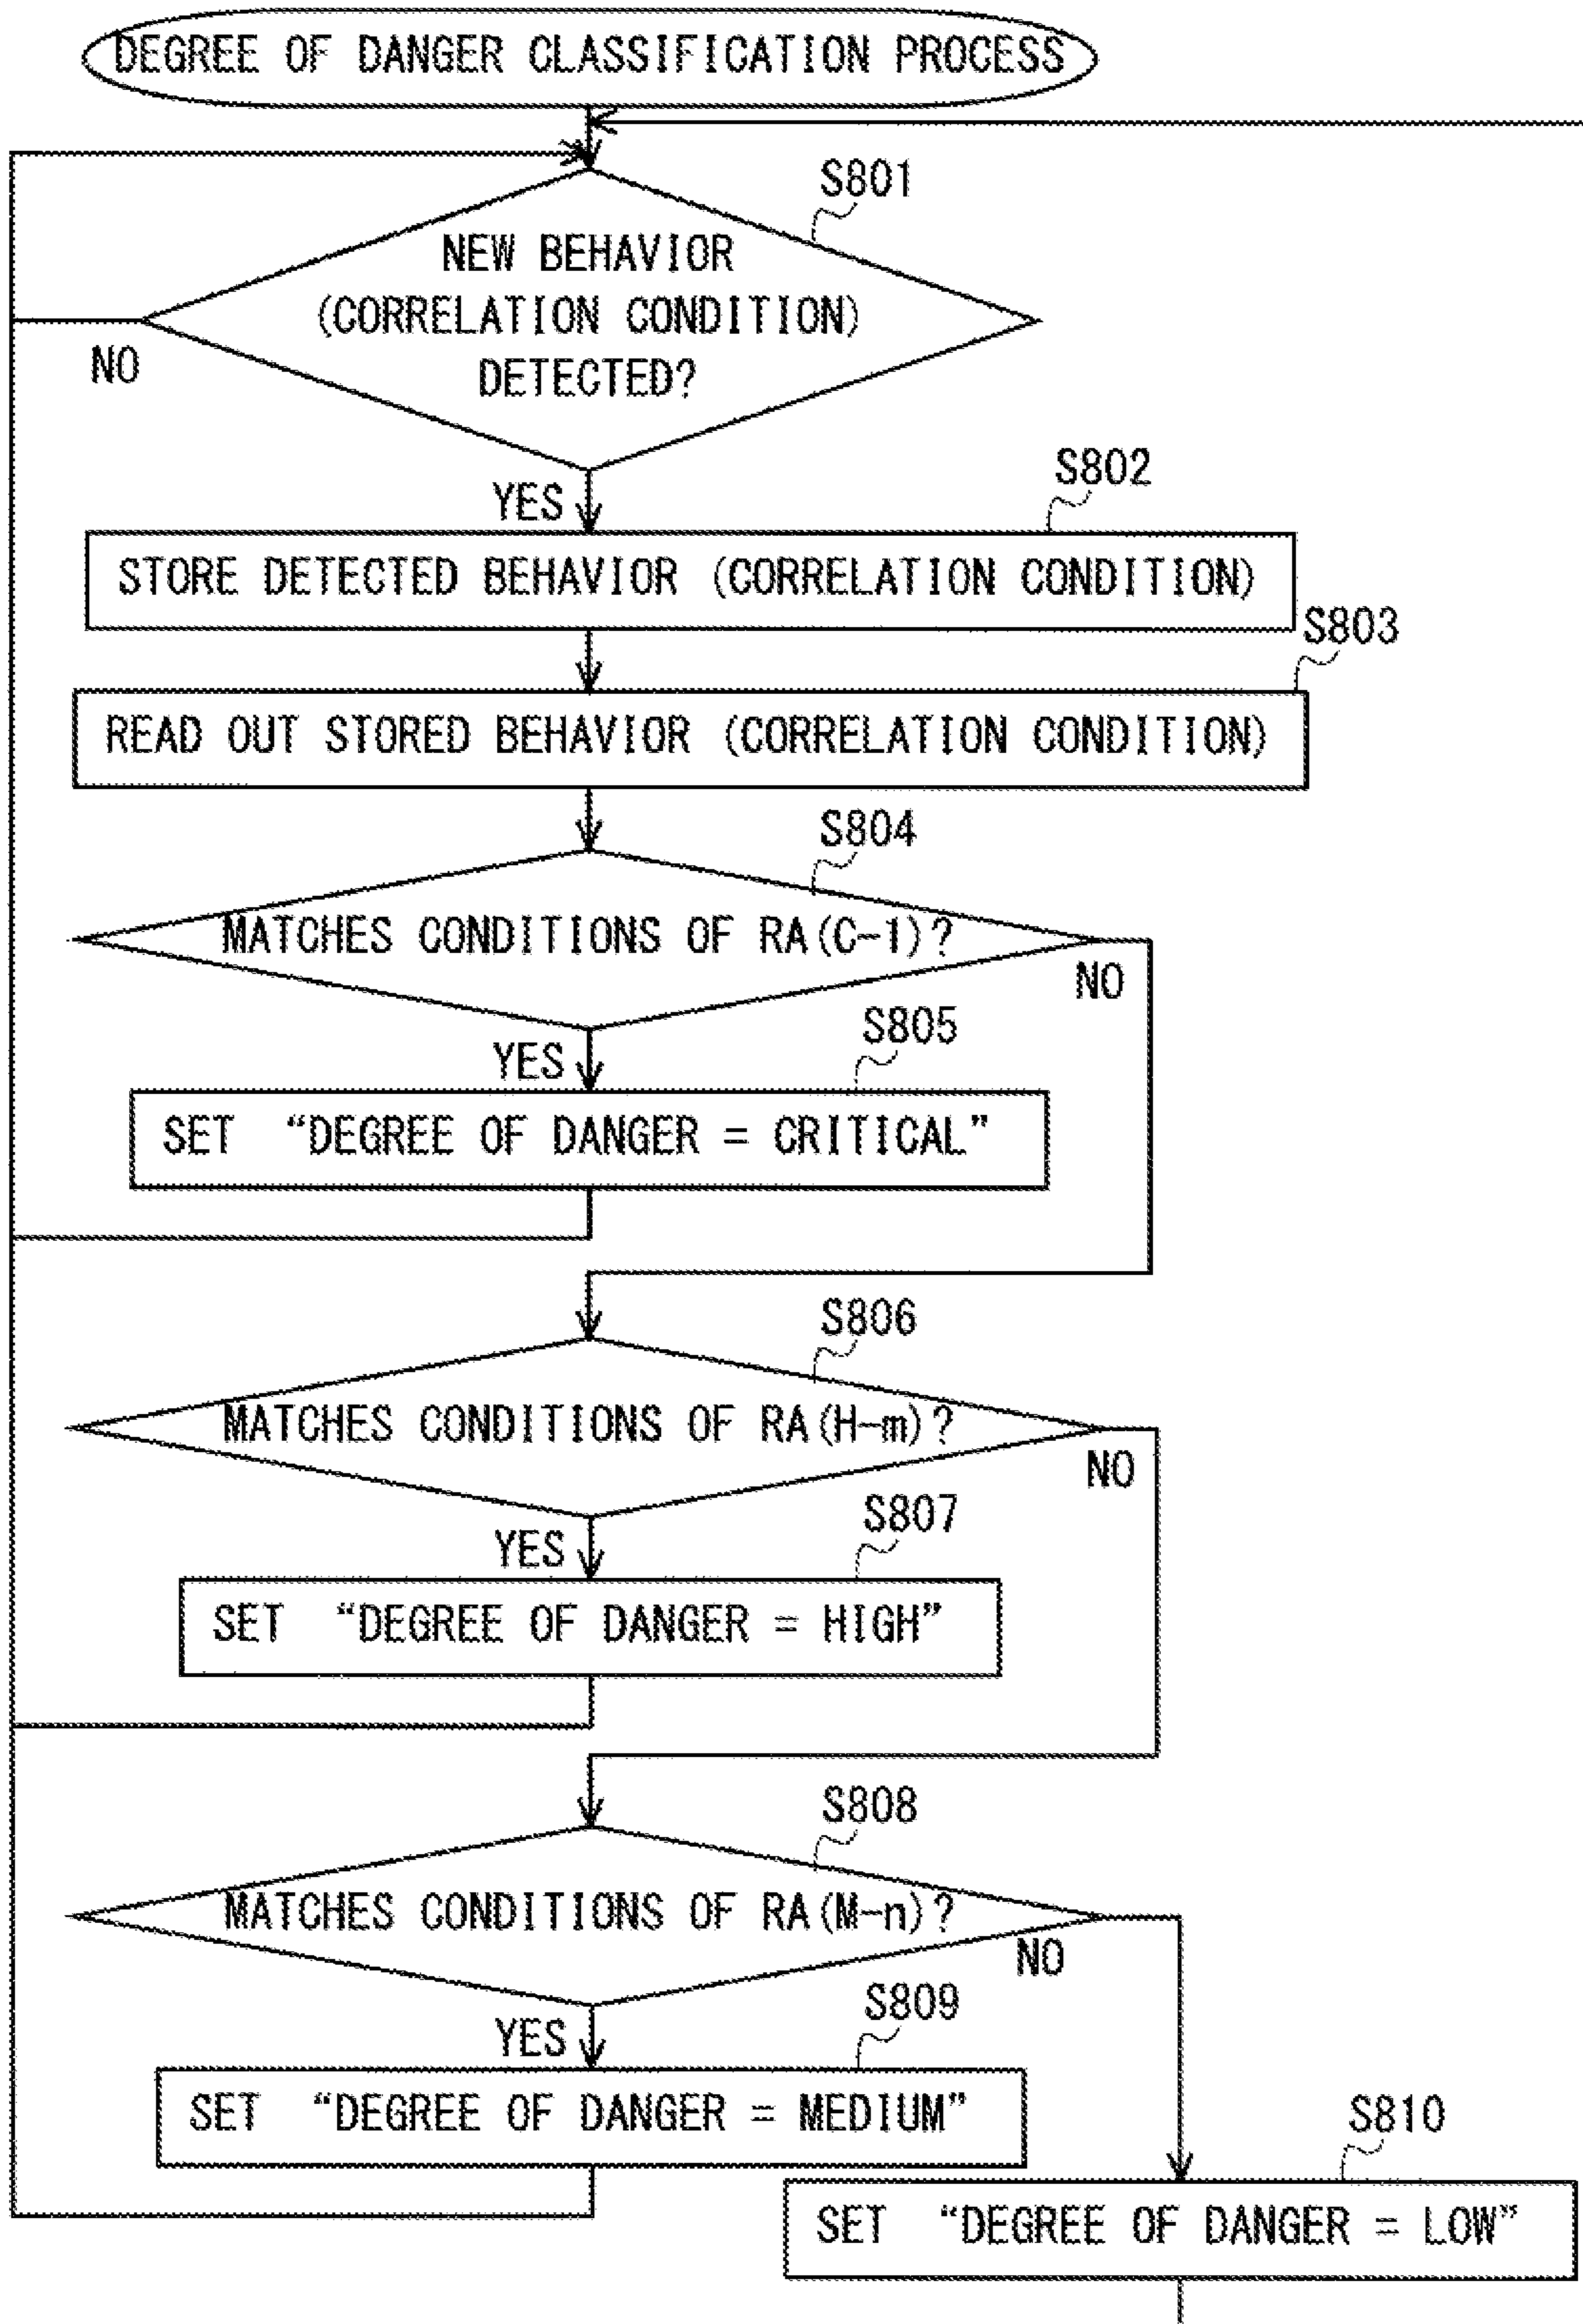 DEGREE OF DANGER CLASSIFICATION PROCESS
S801
NEW BEHAVIOR
(CORRELATION CONDITION)
DETECTED?
NO
YES
S802
STORE DETECTED BEHAVIOR (CORRELATION CONDITION)
S803
READ OUT STORED BEHAVIOR (CORRELATION CONDITION)
S804
MATCHES CONDITIONS OF RA(C-1)?
NO
YES
S805
SET “DEGREE OF DANGER = CRITICAL”
S806
MATCHES CONDITIONS OF RA(H-m)?
NO
YES
S807
SET “DEGREE OF DANGER = HIGH”
S808
MATCHES CONDITIONS OF RA(M-n)?
NO
YES
S809
SET “DEGREE OF DANGER = MEDIUM”
S810
SET “DEGREE OF DANGER = LOW”